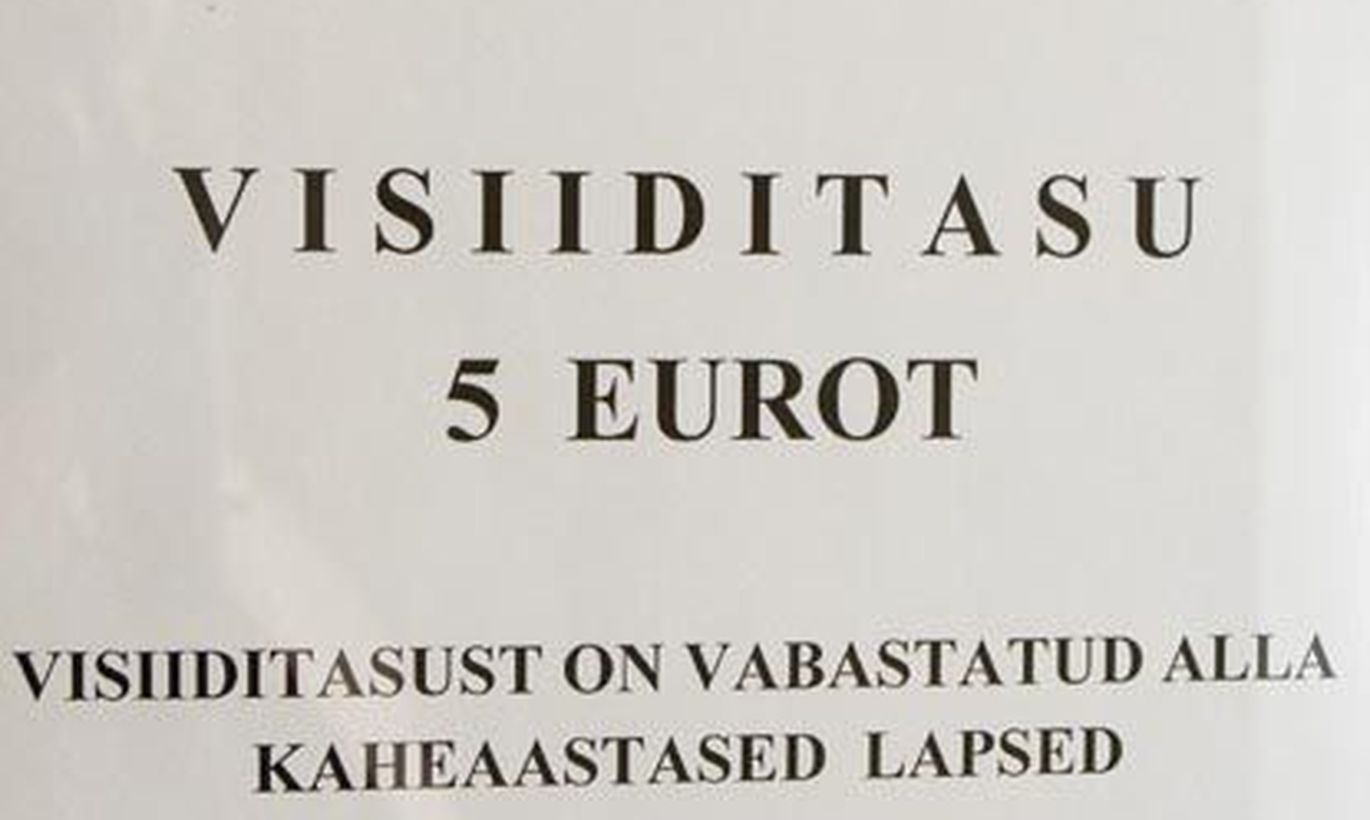 VISIIDITASU
5 EUROT
VISIIDITASUST ON VABASTATUD ALLA
KAHEAASTASED LAPSED